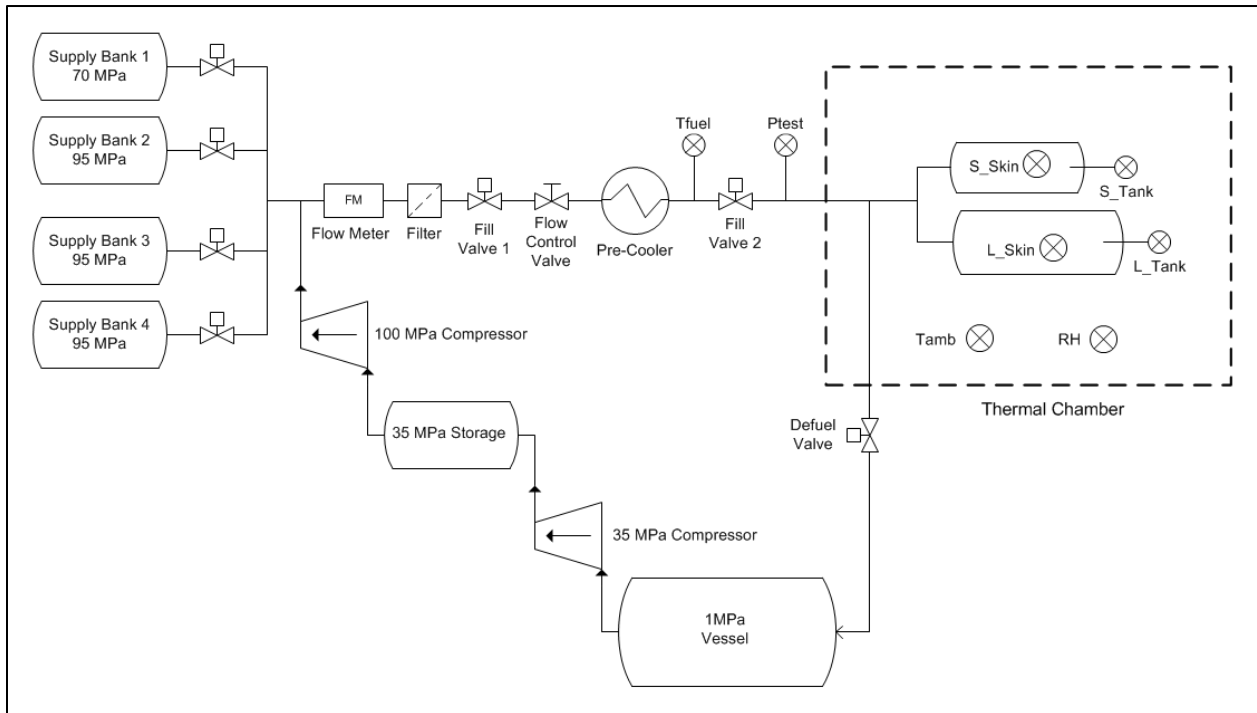 Supply Bank 1
70 MPa
Supply Bank 2
95 MPa
Supply Bank 3
95 MPa
Supply Bank 4
95 MPa
FM
Flow Meter
Filter
Fill
Valve 1
Flow
Control
Valve
Pre-Cooler
Tfuel
Fill
Valve 2
Ptest
S_Skin
S_Tank
L_Skin
L_Tank
Tamb
RH
Thermal Chamber
100 MPa Compressor
35 MPa Storage
35 MPa Compressor
Defuel
Valve
1MPa
Vessel